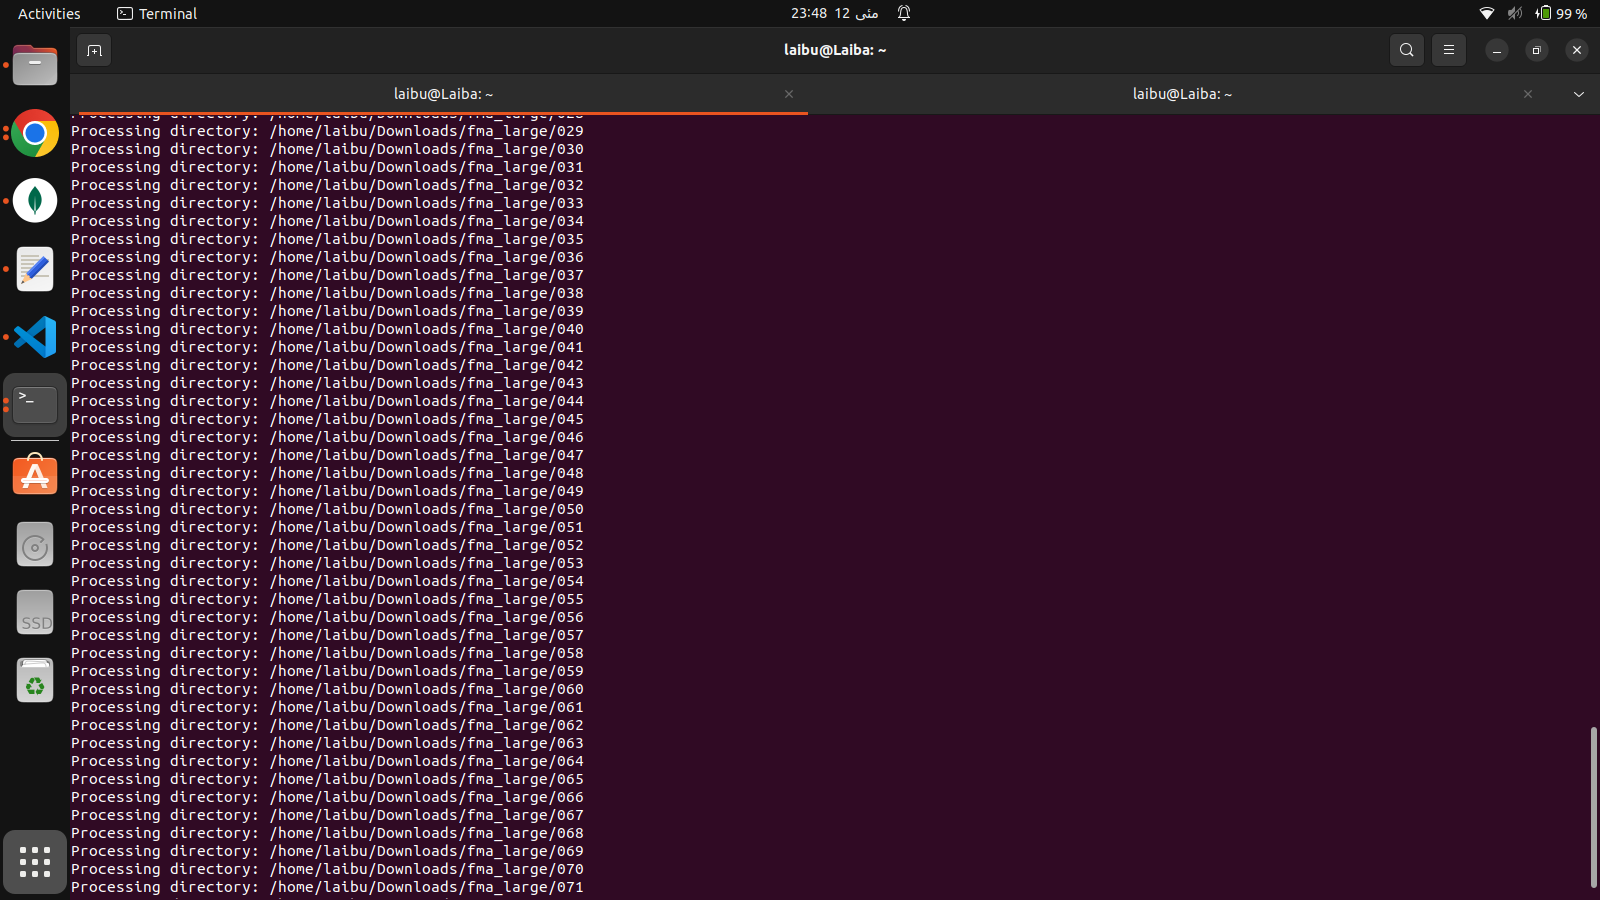 Activities
Terminal
23:48 12 مئی
99 %
laibu@Laiba: ~
laibu@Laiba: ~
laibu@Laiba: ~
Processing directory: /home/laibu/Downloads/fma_large/028
Processing directory: /home/laibu/Downloads/fma_large/029
Processing directory: /home/laibu/Downloads/fma_large/030
Processing directory: /home/laibu/Downloads/fma_large/031
Processing directory: /home/laibu/Downloads/fma_large/032
Processing directory: /home/laibu/Downloads/fma_large/033
Processing directory: /home/laibu/Downloads/fma_large/034
Processing directory: /home/laibu/Downloads/fma_large/035
Processing directory: /home/laibu/Downloads/fma_large/036
Processing directory: /home/laibu/Downloads/fma_large/037
Processing directory: /home/laibu/Downloads/fma_large/038
Processing directory: /home/laibu/Downloads/fma_large/039
Processing directory: /home/laibu/Downloads/fma_large/040
Processing directory: /home/laibu/Downloads/fma_large/041
Processing directory: /home/laibu/Downloads/fma_large/042
Processing directory: /home/laibu/Downloads/fma_large/043
Processing directory: /home/laibu/Downloads/fma_large/044
Processing directory: /home/laibu/Downloads/fma_large/045
Processing directory: /home/laibu/Downloads/fma_large/046
Processing directory: /home/laibu/Downloads/fma_large/047
Processing directory: /home/laibu/Downloads/fma_large/048
Processing directory: /home/laibu/Downloads/fma_large/049
Processing directory: /home/laibu/Downloads/fma_large/050
Processing directory: /home/laibu/Downloads/fma_large/051
Processing directory: /home/laibu/Downloads/fma_large/052
Processing directory: /home/laibu/Downloads/fma_large/053
Processing directory: /home/laibu/Downloads/fma_large/054
Processing directory: /home/laibu/Downloads/fma_large/055
Processing directory: /home/laibu/Downloads/fma_large/056
Processing directory: /home/laibu/Downloads/fma_large/057
Processing directory: /home/laibu/Downloads/fma_large/058
Processing directory: /home/laibu/Downloads/fma_large/059
Processing directory: /home/laibu/Downloads/fma_large/060
Processing directory: /home/laibu/Downloads/fma_large/061
Processing directory: /home/laibu/Downloads/fma_large/062
Processing directory: /home/laibu/Downloads/fma_large/063
Processing directory: /home/laibu/Downloads/fma_large/064
Processing directory: /home/laibu/Downloads/fma_large/065
Processing directory: /home/laibu/Downloads/fma_large/066
Processing directory: /home/laibu/Downloads/fma_large/067
Processing directory: /home/laibu/Downloads/fma_large/068
Processing directory: /home/laibu/Downloads/fma_large/069
Processing directory: /home/laibu/Downloads/fma_large/070
Processing directory: /home/laibu/Downloads/fma_large/071
SSD